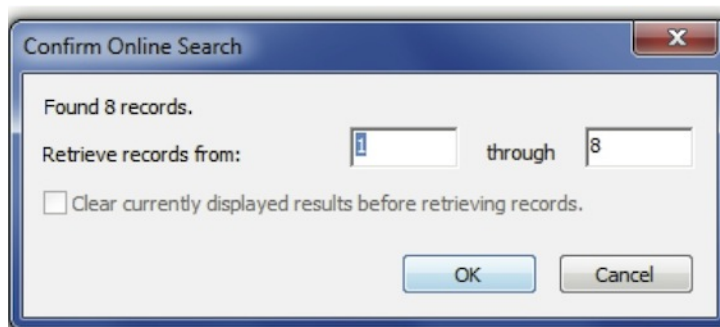 Confirm Online Search
Found 8 records.
Retrieve records from: 1 through 8
Clear currently displayed results before retrieving records.
OK Cancel